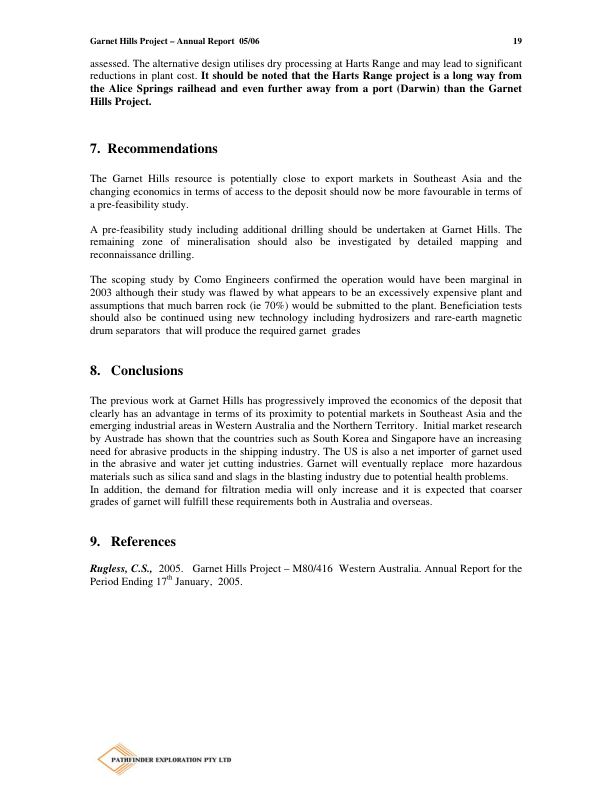 Garnet Hills Project – Annual Report 05/06 19
assessed. The alternative design utilises dry processing at Harts Range and may lead to significant
reductions in plant cost. It should be noted that the Harts Range project is a long way from
the Alice Springs railhead and even further away from a port (Darwin) than the Garnet
Hills Project.
7. Recommendations
The Garnet Hills resource is potentially close to export markets in Southeast Asia and the
changing economics in terms of access to the deposit should now be more favourable in terms of
a pre-feasibility study.
A pre-feasibility study including additional drilling should be undertaken at Garnet Hills. The
remaining zone of mineralisation should also be investigated by detailed mapping and
reconnaissance drilling.
The scoping study by Como Engineers confirmed the operation would have been marginal in
2003 although their study was flawed by what appears to be an excessively expensive plant and
assumptions that much barren rock (ie 70%) would be submitted to the plant. Beneficiation tests
should also be continued using new technology including hydrosizers and rare-earth magnetic
drum separators that will produce the required garnet grades
8. Conclusions
The previous work at Garnet Hills has progressively improved the economics of the deposit that
clearly has an advantage in terms of its proximity to potential markets in Southeast Asia and the
emerging industrial areas in Western Australia and the Northern Territory. Initial market research
by Austrade has shown that the countries such as South Korea and Singapore have an increasing
need for abrasive products in the shipping industry. The US is also a net importer of garnet used
in the abrasive and water jet cutting industries. Garnet will eventually replace more hazardous
materials such as silica sand and slags in the blasting industry due to potential health problems.
In addition, the demand for filtration media will only increase and it is expected that coarser
grades of garnet will fulfill these requirements both in Australia and overseas.
9. References
Rugless, C.S., 2005. Garnet Hills Project – M80/416 Western Australia. Annual Report for the
Period Ending 17th January, 2005.
PATHFINDER EXPLORATION PTY LTD